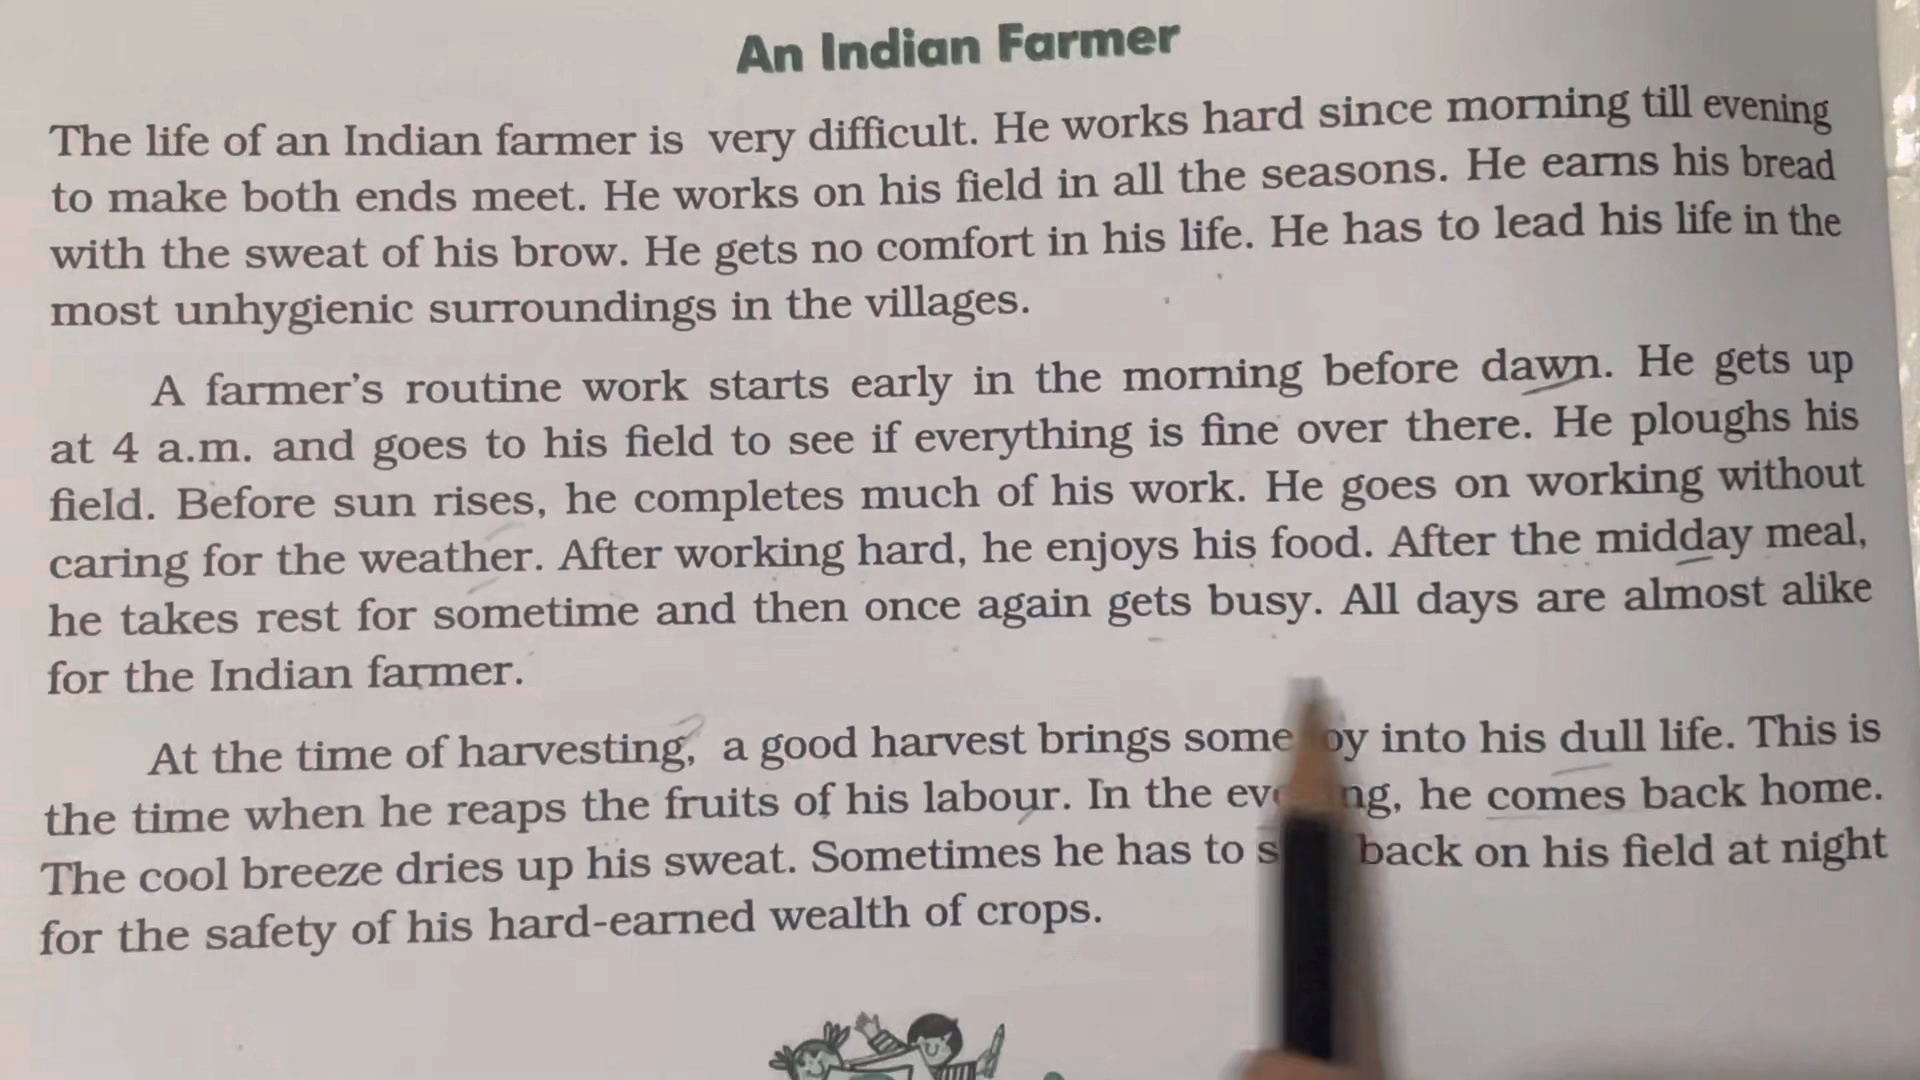 An Indian Farmer
The life of an Indian farmer is very difficult. He works hard since morning till evening
to make both ends meet. He works on his field in all the seasons. He earns his bread
with the sweat of his brow. He gets no comfort in his life. He has to lead his life in the
most unhygienic surroundings in the villages.
A farmer's routine work starts early in the morning before dawn. He gets up
at 4 a.m. and goes to his field to see if everything is fine over there. He ploughs his
field. Before sun rises, he completes much of his work. He goes on working without
caring for the weather. After working hard, he enjoys his food. After the midday meal,
he takes rest for sometime and then once again gets busy. All days are almost alike
for the Indian farmer.
At the time of harvesting, a good harvest brings some into his dull life. This is
the time when he reaps the fruits of his labour. In the he comes back home.
The cool breeze dries up his sweat. Sometimes he has to back on his field at night
for the safety of his hard-earned wealth of crops.